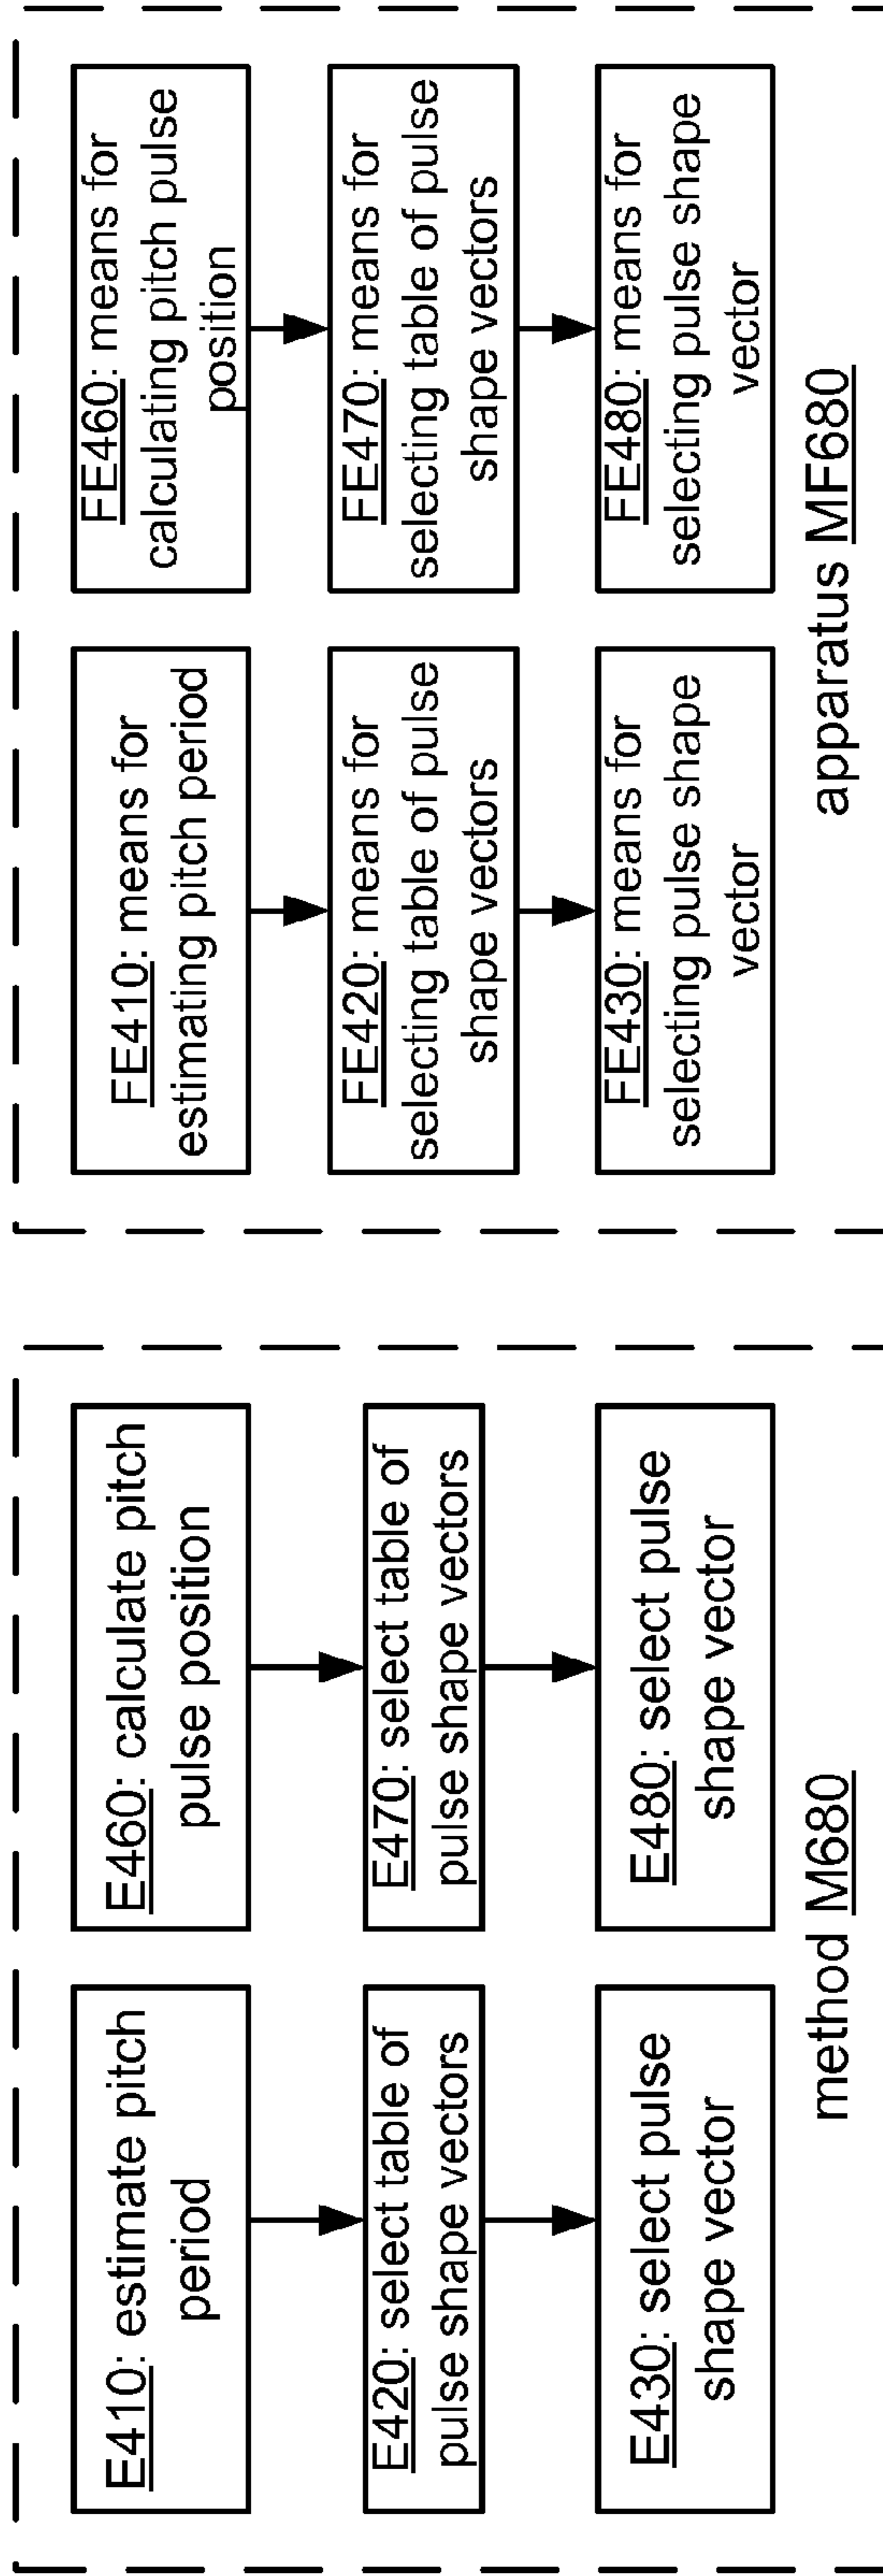 E410: estimate pitch
period
E420: select table of
pulse shape vectors
E430: select pulse
shape vector
E460: calculate pitch
pulse position
E470: select table of
pulse shape vectors
E480: select pulse
shape vector
method M680
FE410: means for
estimating pitch period
FE420: means for
selecting table of pulse
shape vectors
FE430: means for
selecting pulse shape
vector
FE460: means for
calculating pitch pulse
position
FE470: means for
selecting table of pulse
shape vectors
FE480: means for
selecting pulse shape
vector
apparatus MF680